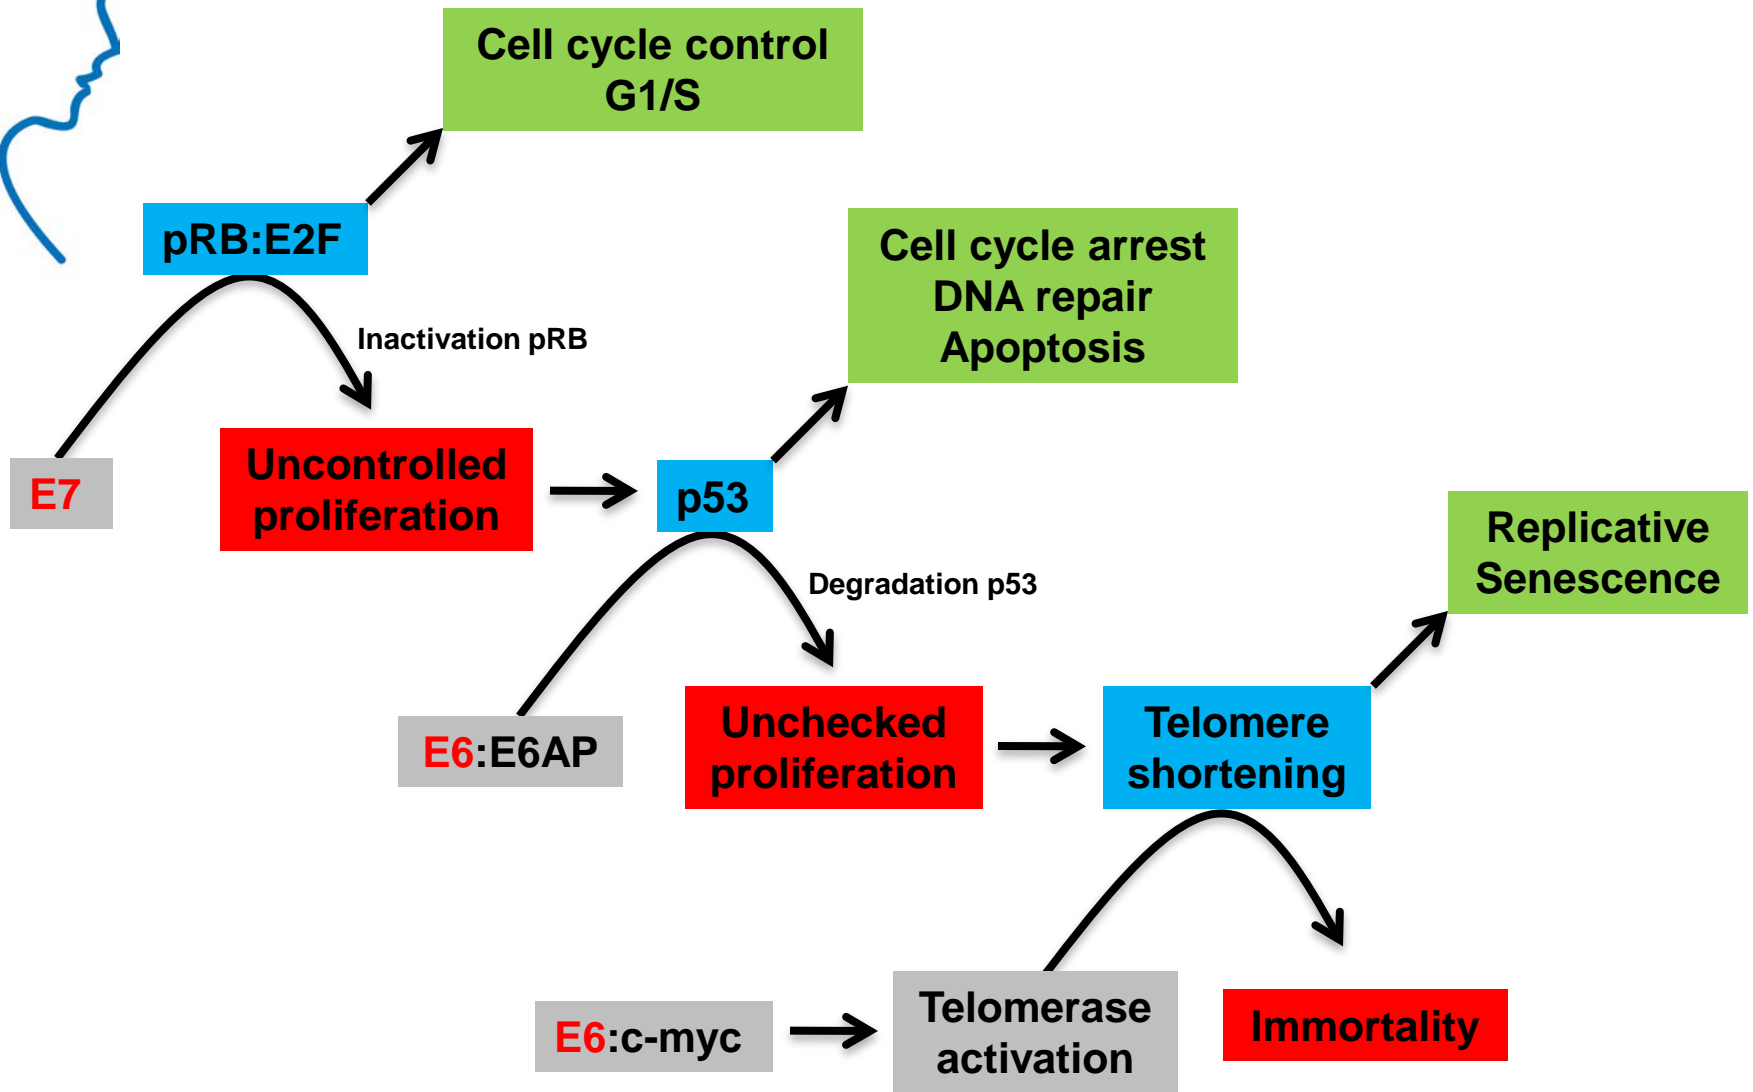 Cell cycle control
G1/S
pRB:E2F
Cell cycle arrest
DNA repair
Apoptosis
Inactivation pRB
E7
Uncontrolled
proliferation
p53
Replicative
Senescence
Degradation p53
E6:E6AP
Unchecked
proliferation
Telomere
shortening
E6:c-myc
Telomerase
activation
Immortality